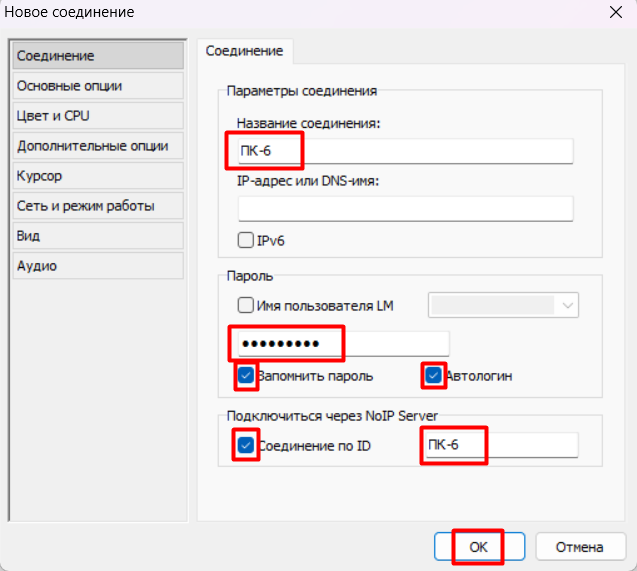 Новое соединение
Соединение
Основные опции
Цвет и CPU
Дополнительные опции
Курсор
Сеть и режим работы
Вид
Аудио
Соединение
Параметры соединения
Название соединения:
ПК-6
IP-адрес или DNS-имя:
IPv6
Пароль
Имя пользователя LM
•••••••••
Запомнить пароль Автологин
Подключиться через NoIP Server
Соединение по ID ПК-6
OK Отмена